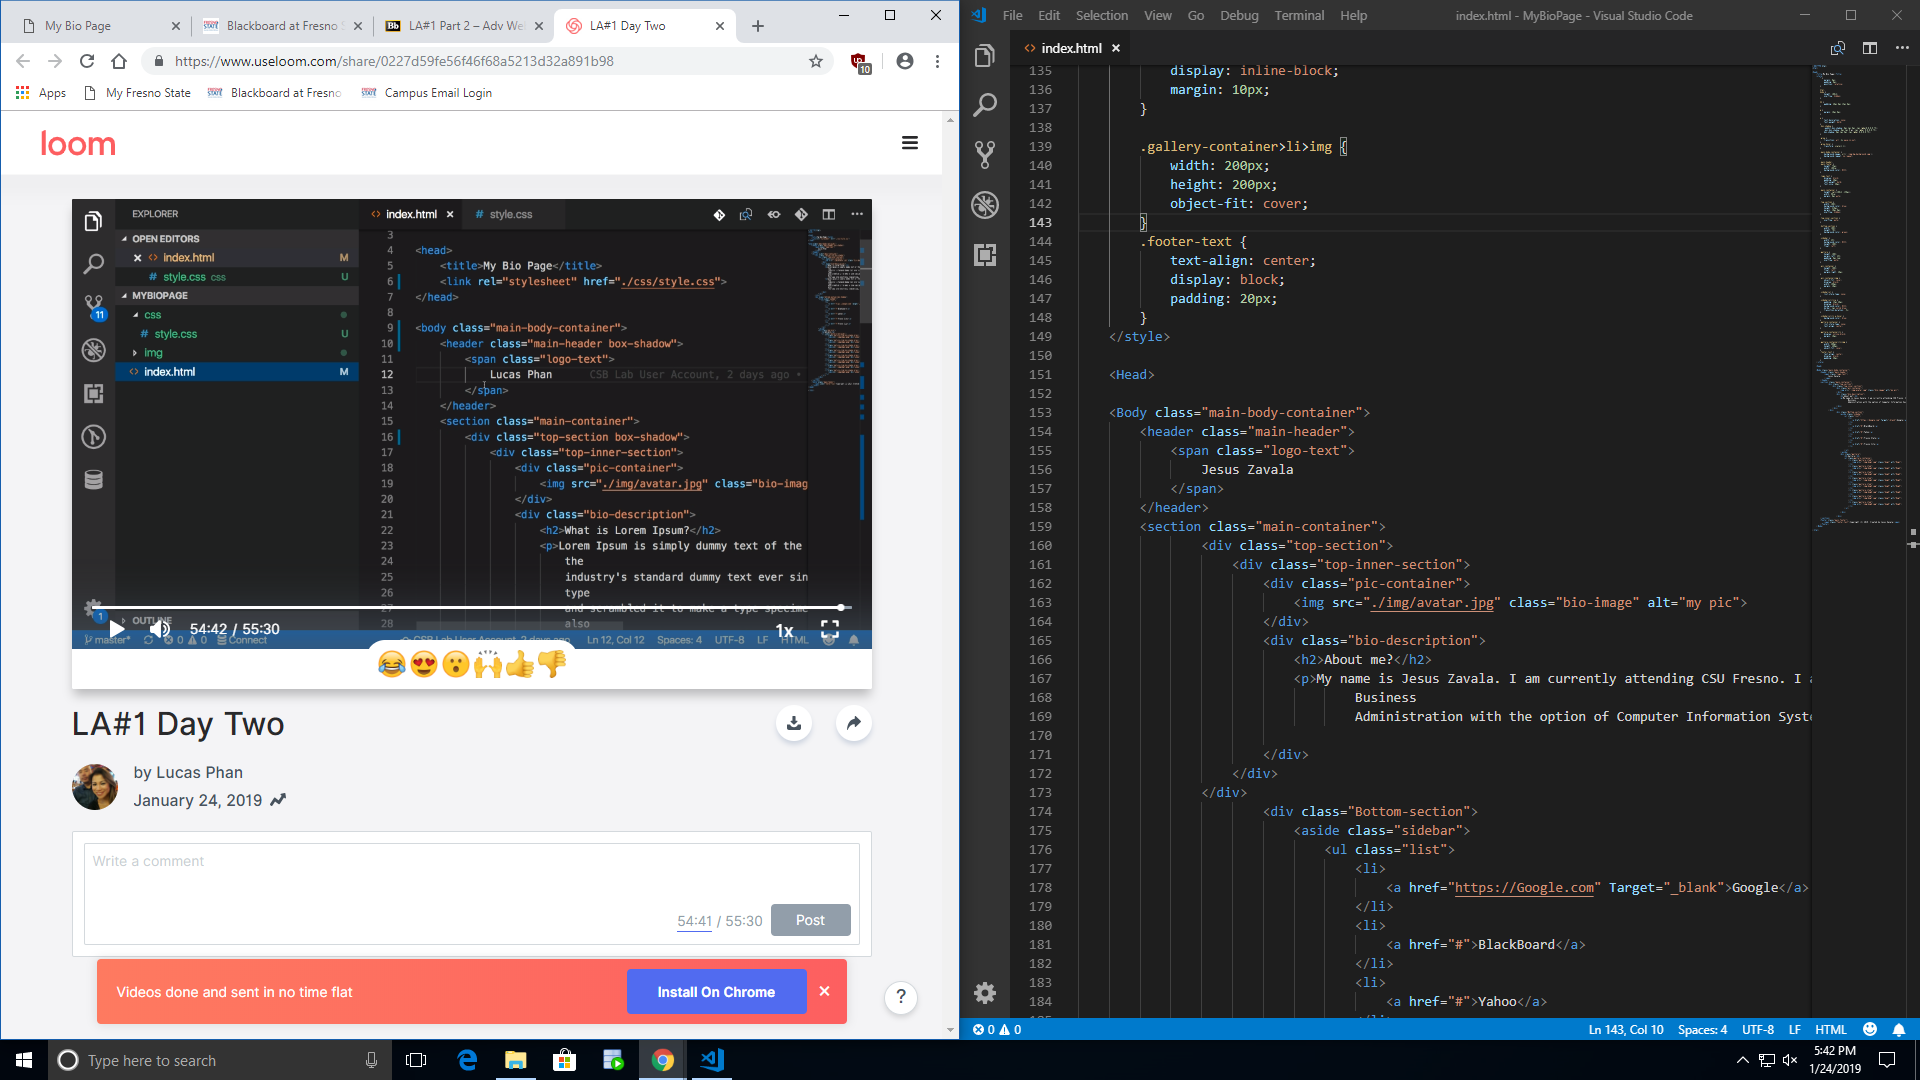 My Bio Page
Blackboard at Fresno
LA#1 Part 2 – Adv We
LA#1 Day Two
https://www.useloom.com/share/0227d59fe56f46f68a5213d32a891b98
10
Apps
My Fresno State
Blackboard at Fresno
Campus Email Login
loom
EXPLORER
OPEN EDITORS
index.html M
style.css css U
MYBIOPAGE
css
style.css U
img
index.html M
11
1
OUTLINE
index.html
style.css
3
4 <head>
5 <title>My Bio Page</title>
6 <link rel="stylesheet" href="./css/style.css">
7 </head>
8
9 <body class="main-body-container">
10 <header class="main-header box-shadow">
11 <span class="logo-text">
12 Lucas Phan CSB Lab User Account, 2 days ago •
13 </span>
14 </header>
15 <section class="main-container">
16 <div class="top-section box-shadow">
17 <div class="top-inner-section">
18 <div class="pic-container">
19 <img src="./img/avatar.jpg" class="bio-imag
20 </div>
21 <div class="bio-description">
22 <h2>What is Lorem Ipsum?</h2>
23 <p>Lorem Ipsum is simply dummy text of the
24 the
25 industry's standard dummy text ever sin
26 type
27 and scrambled it to make a type specime
28 also
54:42 / 55:30
1x
master* 0 0 Connect
CSB Lab User Account, 2 days ago Ln 12, Col 12 Spaces: 4 UTF-8 LF HTML
LA#1 Day Two
by Lucas Phan
January 24, 2019
Write a comment
54:41 / 55:30
Post
Videos done and sent in no time flat
Install On Chrome
?
File Edit Selection View Go Debug Terminal Help
index.html - MyBioPage - Visual Studio Code
index.html
135 display: inline-block;
136 margin: 10px;
137 }
138
139 .gallery-container>li>img {
140 width: 200px;
141 height: 200px;
142 object-fit: cover;
143 }
144 .footer-text {
145 text-align: center;
146 display: block;
147 padding: 20px;
148 }
149 </style>
150
151 <Head>
152
153 <Body class="main-body-container">
154 <header class="main-header">
155 <span class="logo-text">
156 Jesus Zavala
157 </span>
158 </header>
159 <section class="main-container">
160 <div class="top-section">
161 <div class="top-inner-section">
162 <div class="pic-container">
163 <img src="./img/avatar.jpg" class="bio-image" alt="my pic">
164 </div>
165 <div class="bio-description">
166 <h2>About me?</h2>
167 <p>My name is Jesus Zavala. I am currently attending CSU Fresno. I a
168 Business
169 Administration with the option of Computer Information Syste
170
171 </div>
172 </div>
173 </div>
174 <div class="Bottom-section">
175 <aside class="sidebar">
176 <ul class="list">
177 <li>
178 <a href="https://Google.com" Target="_blank">Google</a>
179 </li>
180 <li>
181 <a href="#">BlackBoard</a>
182 </li>
183 <li>
184 <a href="#">Yahoo</a>
0 0
Ln 143, Col 10 Spaces: 4 UTF-8 LF HTML
Type here to search
5:42 PM
1/24/2019